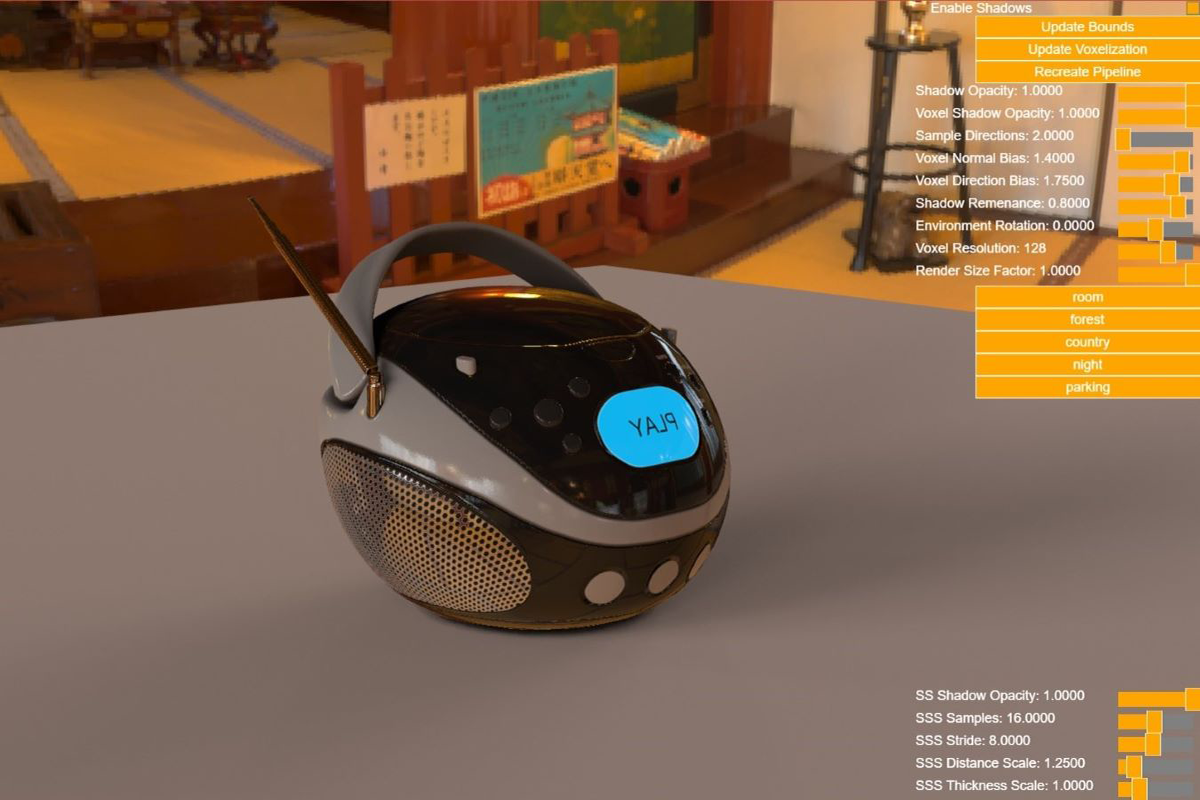 Enable Shadows
Update Bounds
Update Voxelization
Recreate Pipeline
Shadow Opacity: 1.0000
Voxel Shadow Opacity: 1.0000
Sample Directions: 2.0000
Voxel Normal Bias: 1.4000
Voxel Direction Bias: 1.7500
Shadow Remenance: 0.8000
Environment Rotation: 0.0000
Voxel Resolution: 128
Render Size Factor: 1.0000
room
forest
country
night
parking
PLAY
SS Shadow Opacity: 1.0000
SSS Samples: 16.0000
SSS Stride: 8.0000
SSS Distance Scale: 1.2500
SSS Thickness Scale: 1.0000